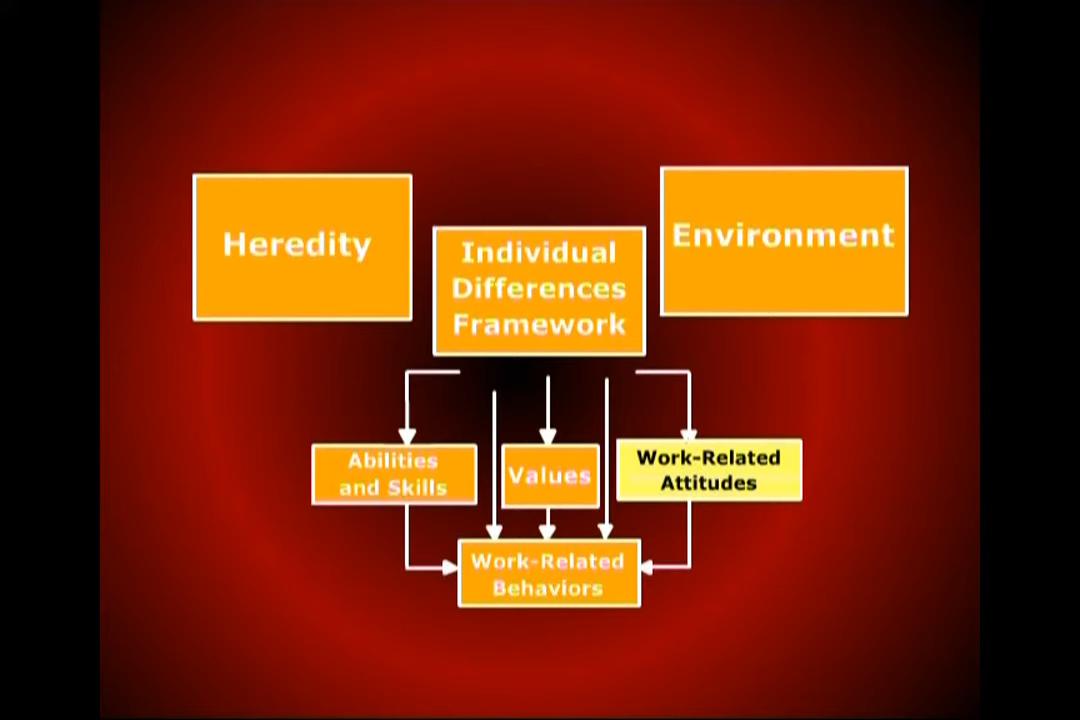 Heredity
Individual
Differences
Framework
Environment
Abilities
and Skills
Values
Work-Related
Attitudes
Work-Related
Behaviors